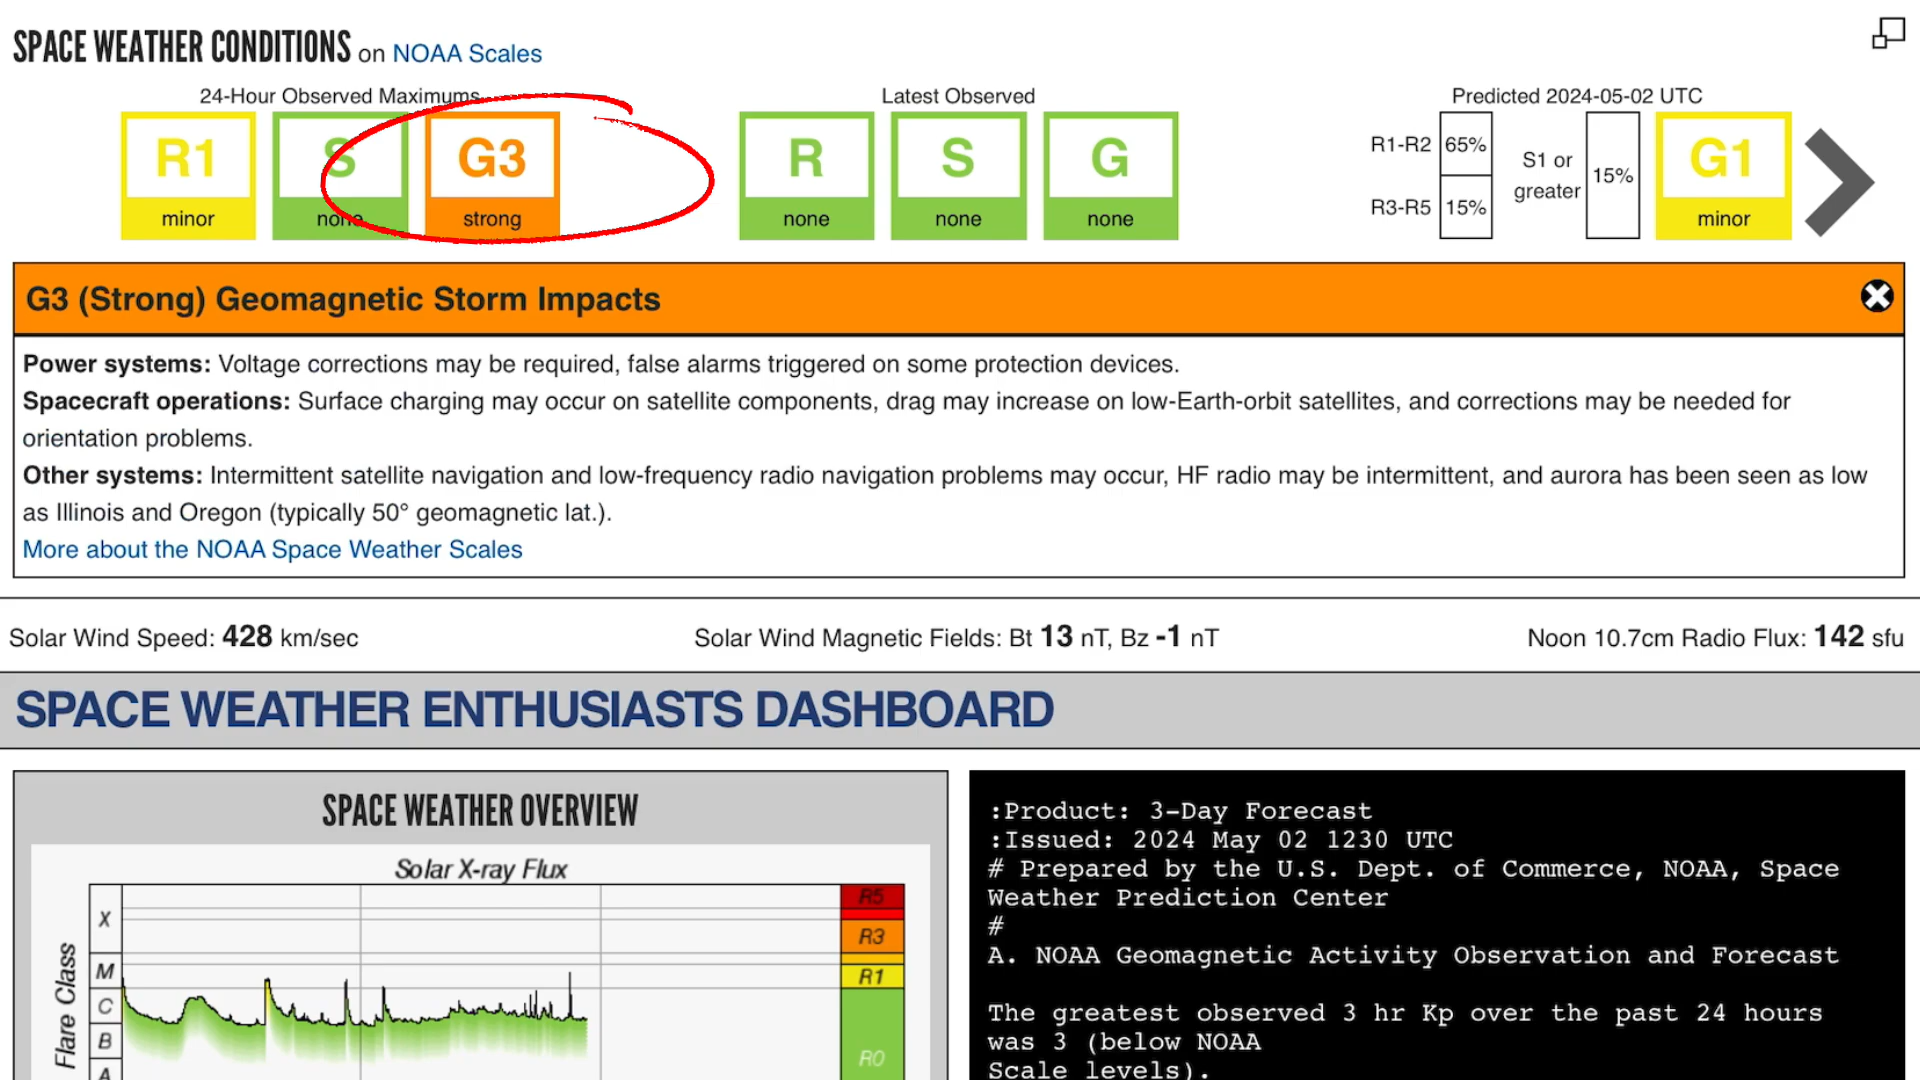 SPACE WEATHER CONDITIONS on NOAA Scales
24-Hour Observed Maximums
Latest Observed
Predicted 2024-05-02 UTC
R1
minor
S
none
G3
strong
R
none
S
none
G
none
R1-R2 65%
R3-R5 15%
S1 or
greater
15%
G1
minor
G3 (Strong) Geomagnetic Storm Impacts
Power systems: Voltage corrections may be required, false alarms triggered on some protection devices.
Spacecraft operations: Surface charging may occur on satellite components, drag may increase on low-Earth-orbit satellites, and corrections may be needed for
orientation problems.
Other systems: Intermittent satellite navigation and low-frequency radio navigation problems may occur, HF radio may be intermittent, and aurora has been seen as low
as Illinois and Oregon (typically 50° geomagnetic lat.).
More about the NOAA Space Weather Scales
Solar Wind Speed: 428 km/sec
Solar Wind Magnetic Fields: Bt 13 nT, Bz -1 nT
Noon 10.7cm Radio Flux: 142 sfu
SPACE WEATHER ENTHUSIASTS DASHBOARD
SPACE WEATHER OVERVIEW
Solar X-ray Flux
Flare Class
X
M
C
B
A
R5
R3
R1
R0
:Product: 3-Day Forecast
:Issued: 2024 May 02 1230 UTC
# Prepared by the U.S. Dept. of Commerce, NOAA, Space
Weather Prediction Center
#
A. NOAA Geomagnetic Activity Observation and Forecast
The greatest observed 3 hr Kp over the past 24 hours
was 3 (below NOAA
Scale levels).